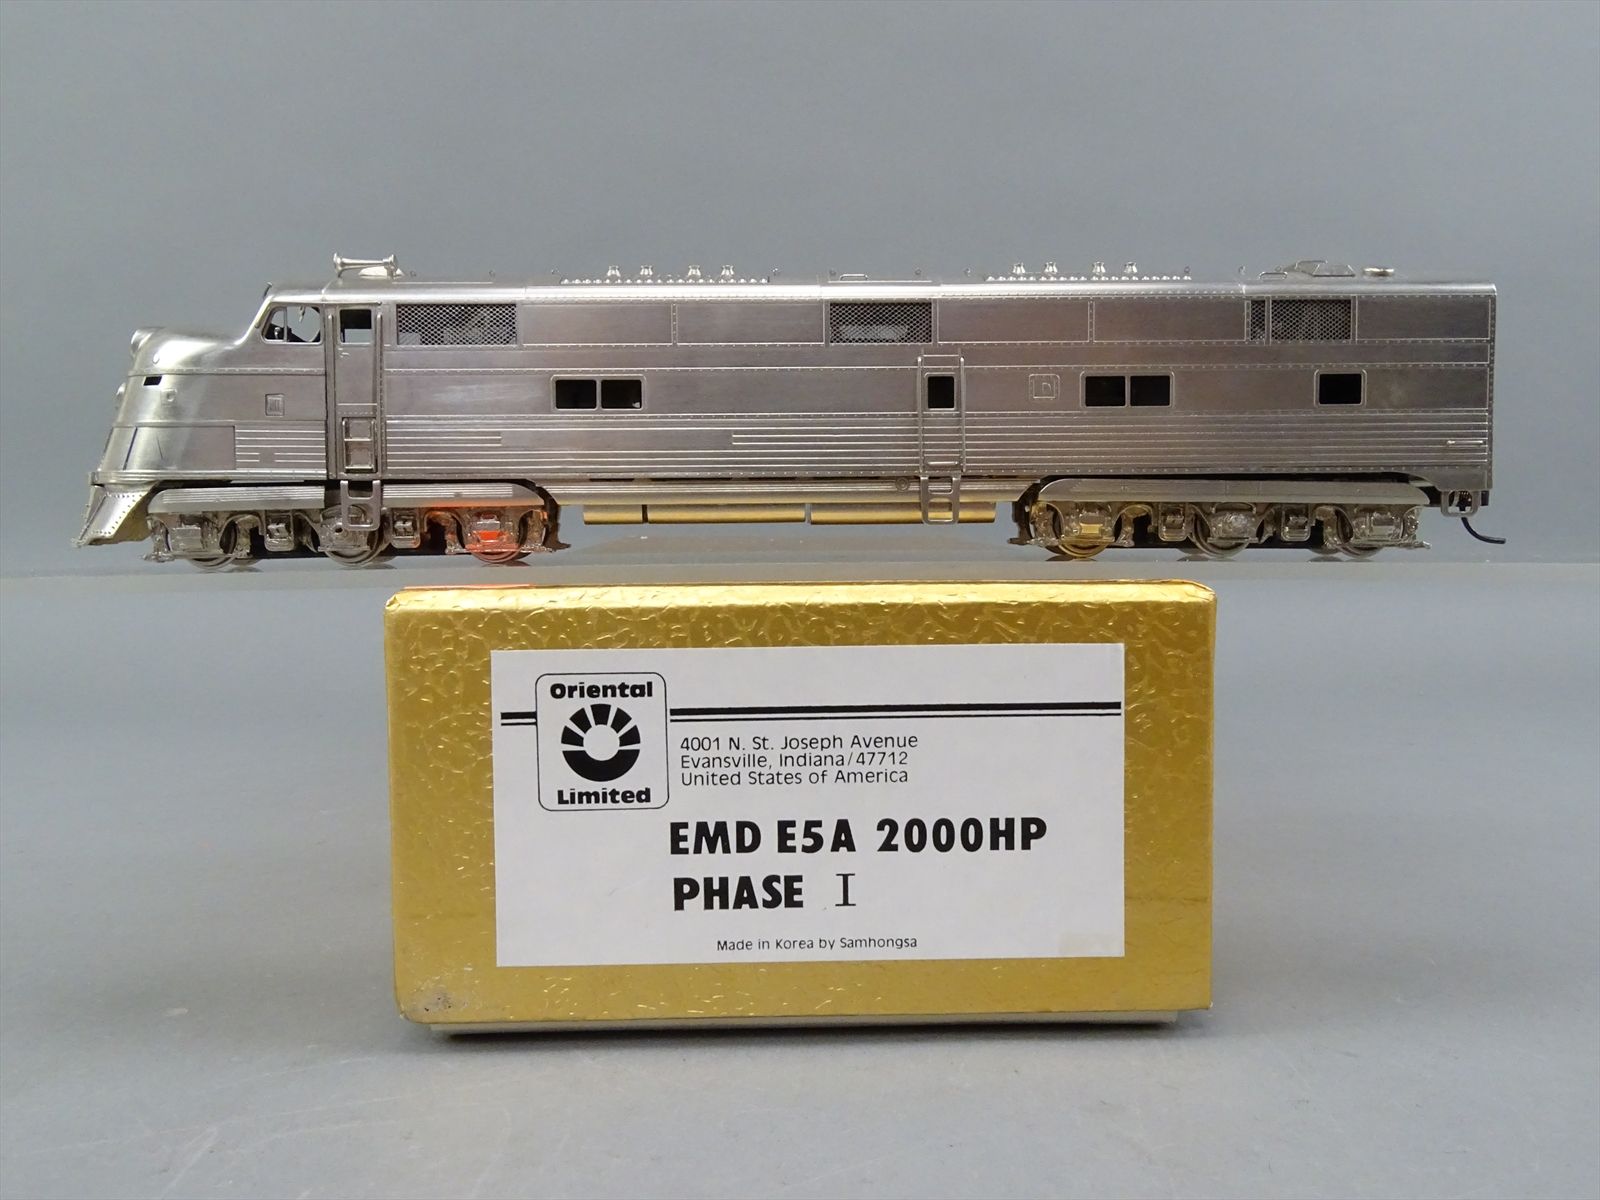 Oriental
Limited
4001 N. St. Joseph Avenue
Evansville, Indiana/47712
United States of America
EMD E5A 2000HP
PHASE I
Made in Korea by Samhongsa